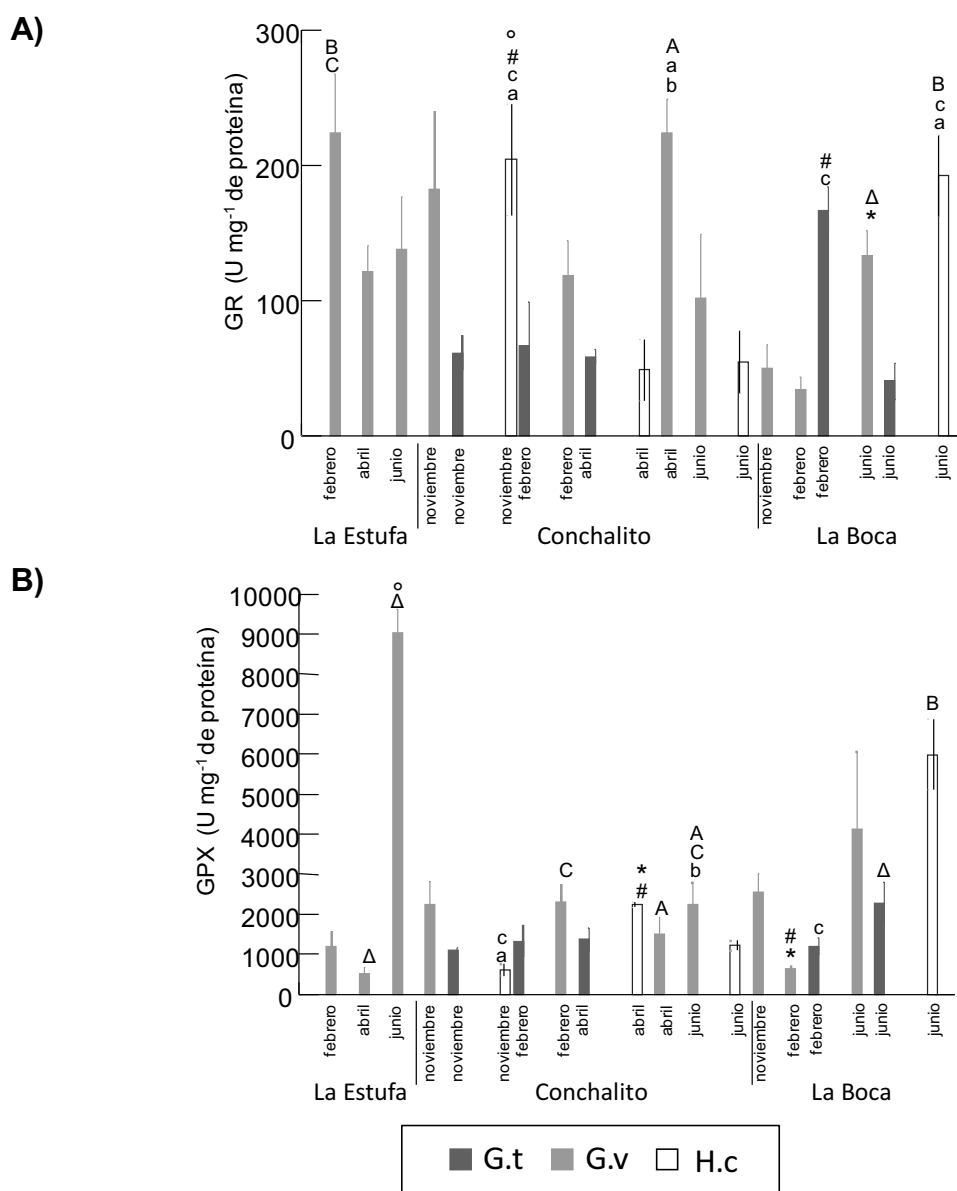 A)
GR (U mg⁻¹ de proteína)
300
200
100
0
B
C
°
#
c
a
A
a
b
#
c
Δ
*
B
c
a
febrero
abril
junio
noviembre
noviembre
noviembre
febrero
febrero
abril
abril
abril
junio
junio
noviembre
febrero
febrero
junio
junio
junio
La Estufa
Conchalito
La Boca
B)
GPX (U mg⁻¹ de proteína)
10000
9000
8000
7000
6000
5000
4000
3000
2000
1000
0
Δ
°
Δ
c
a
C
*
#
A
A
C
b
#
*
c
Δ
B
febrero
abril
junio
noviembre
noviembre
noviembre
febrero
febrero
abril
abril
abril
junio
junio
noviembre
febrero
febrero
junio
junio
junio
La Estufa
Conchalito
La Boca
G.t G.v H.c